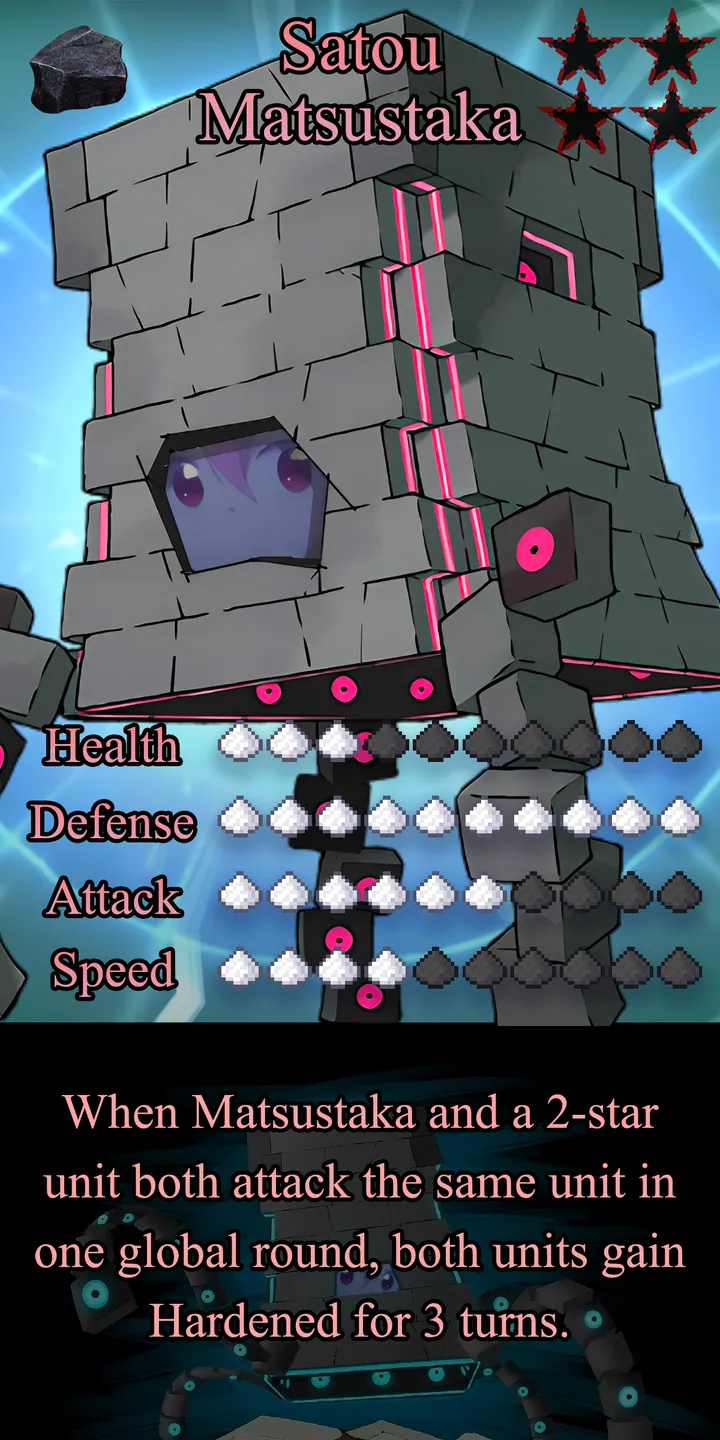 Satou
Matsustaka
Health
Defense
Attack
Speed
When Matsustaka and a 2-star
unit both attack the same unit in
one global round, both units gain
Hardened for 3 turns.